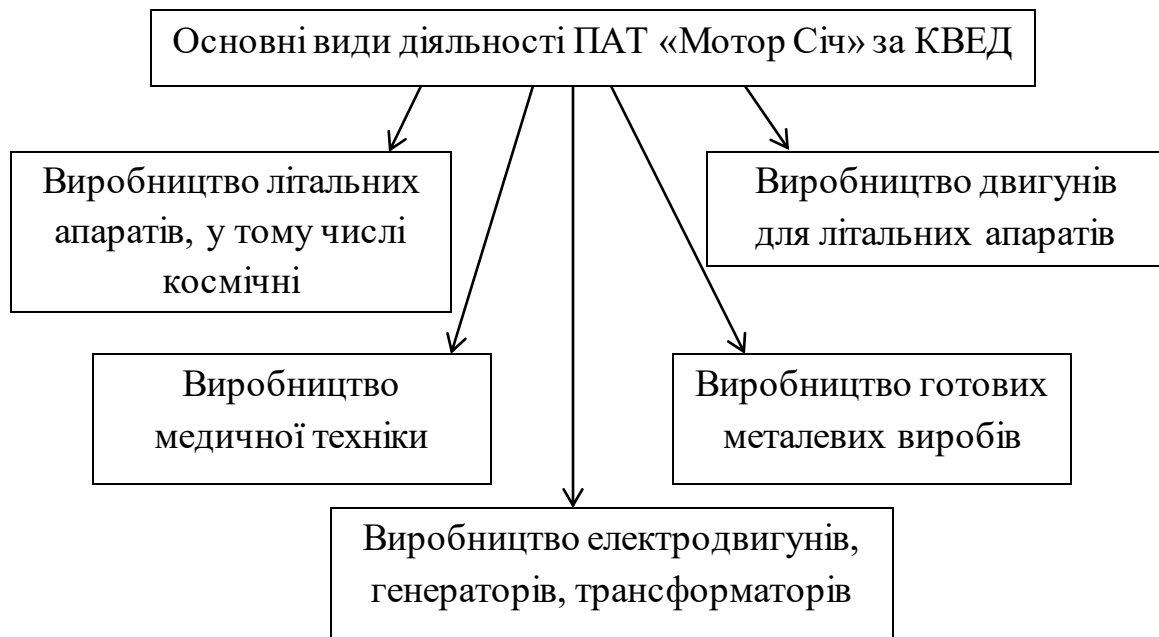 Основні види діяльності ПАТ «Мотор Січ» за КВЕД
Виробництво літальних
апаратів, у тому числі
космічні
Виробництво двигунів
для літальних апаратів
Виробництво
медичної техніки
Виробництво готових
металевих виробів
Виробництво електродвигунів,
генераторів, трансформаторів